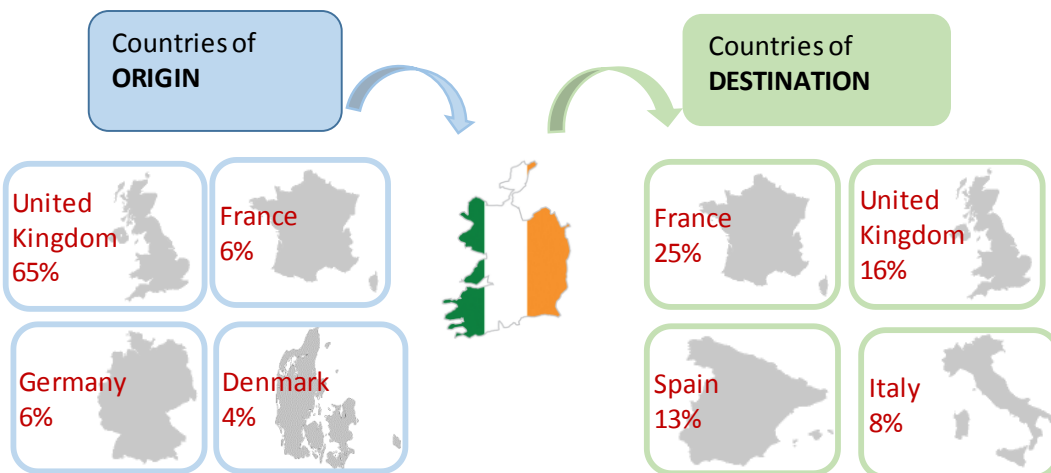 Countries of
ORIGIN
Countries of
DESTINATION
United
Kingdom
65%
France
6%
France
25%
United
Kingdom
16%
Germany
6%
Denmark
4%
Spain
13%
Italy
8%